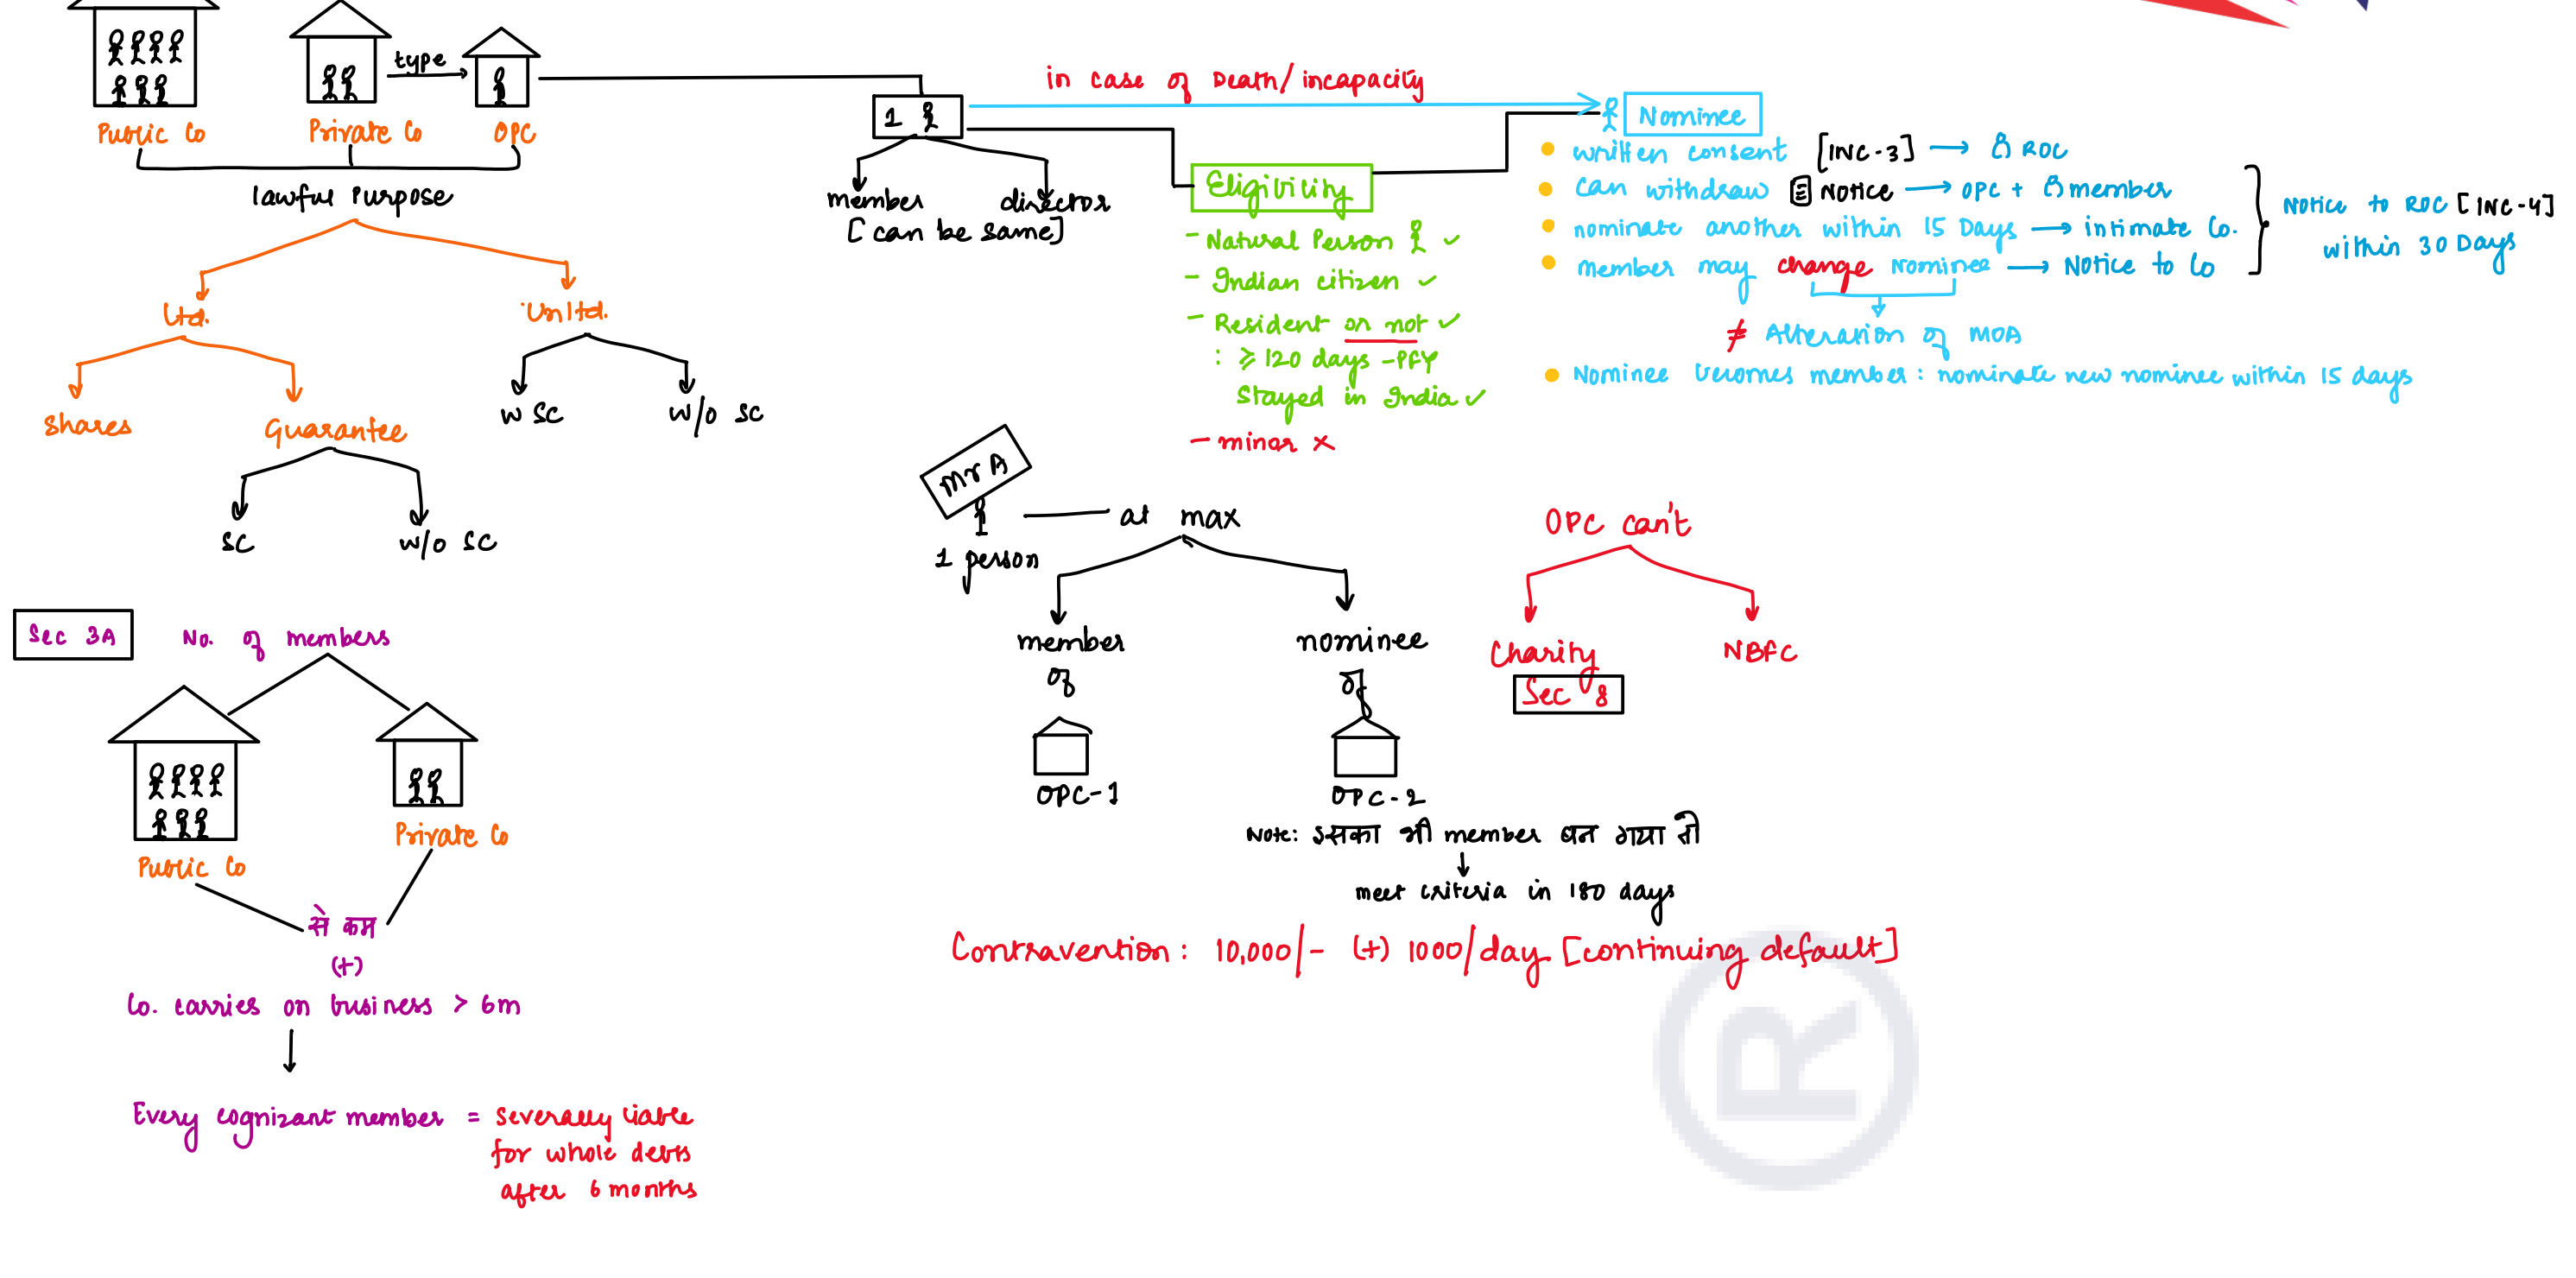 type
Public Co
Private Co
OPC
lawful Purpose
Ltd.
Unltd.
Shares
Guarantee
W SC
W/O SC
SC
W/O SC
Sec 3A
No. of members
Public Co
Private Co
से कम
(+)
Co. carries on business > 6m
Every cognizant member = severally liable
for whole debts
after 6 months
1
member
director
[can be same]
in case of Death/incapacity
Eligibility
- Natural Person ✓
- Indian citizen ✓
- Resident or not ✓
: ≥ 120 days - PFY
Stayed in India ✓
- minor ×
Nominee
written consent [INC-3] → ROC
can withdraw Notice → OPC + member
nominate another within 15 Days → intimate Co.
member may change Nominee → Notice to Co
Notice to ROC [INC-4]
within 30 Days
≠ Alteration of MOA
Nominee becomes member: nominate new nominee within 15 days
Mr A
1 person
at max
member
of
OPC-1
nominee
of
OPC-2
Note: इसका भी member बन गया तो
meet criteria in 180 days
OPC can't
Charity
Sec 8
NBFC
Contravention: 10,000/- (+) 1000/day [continuing default]
R